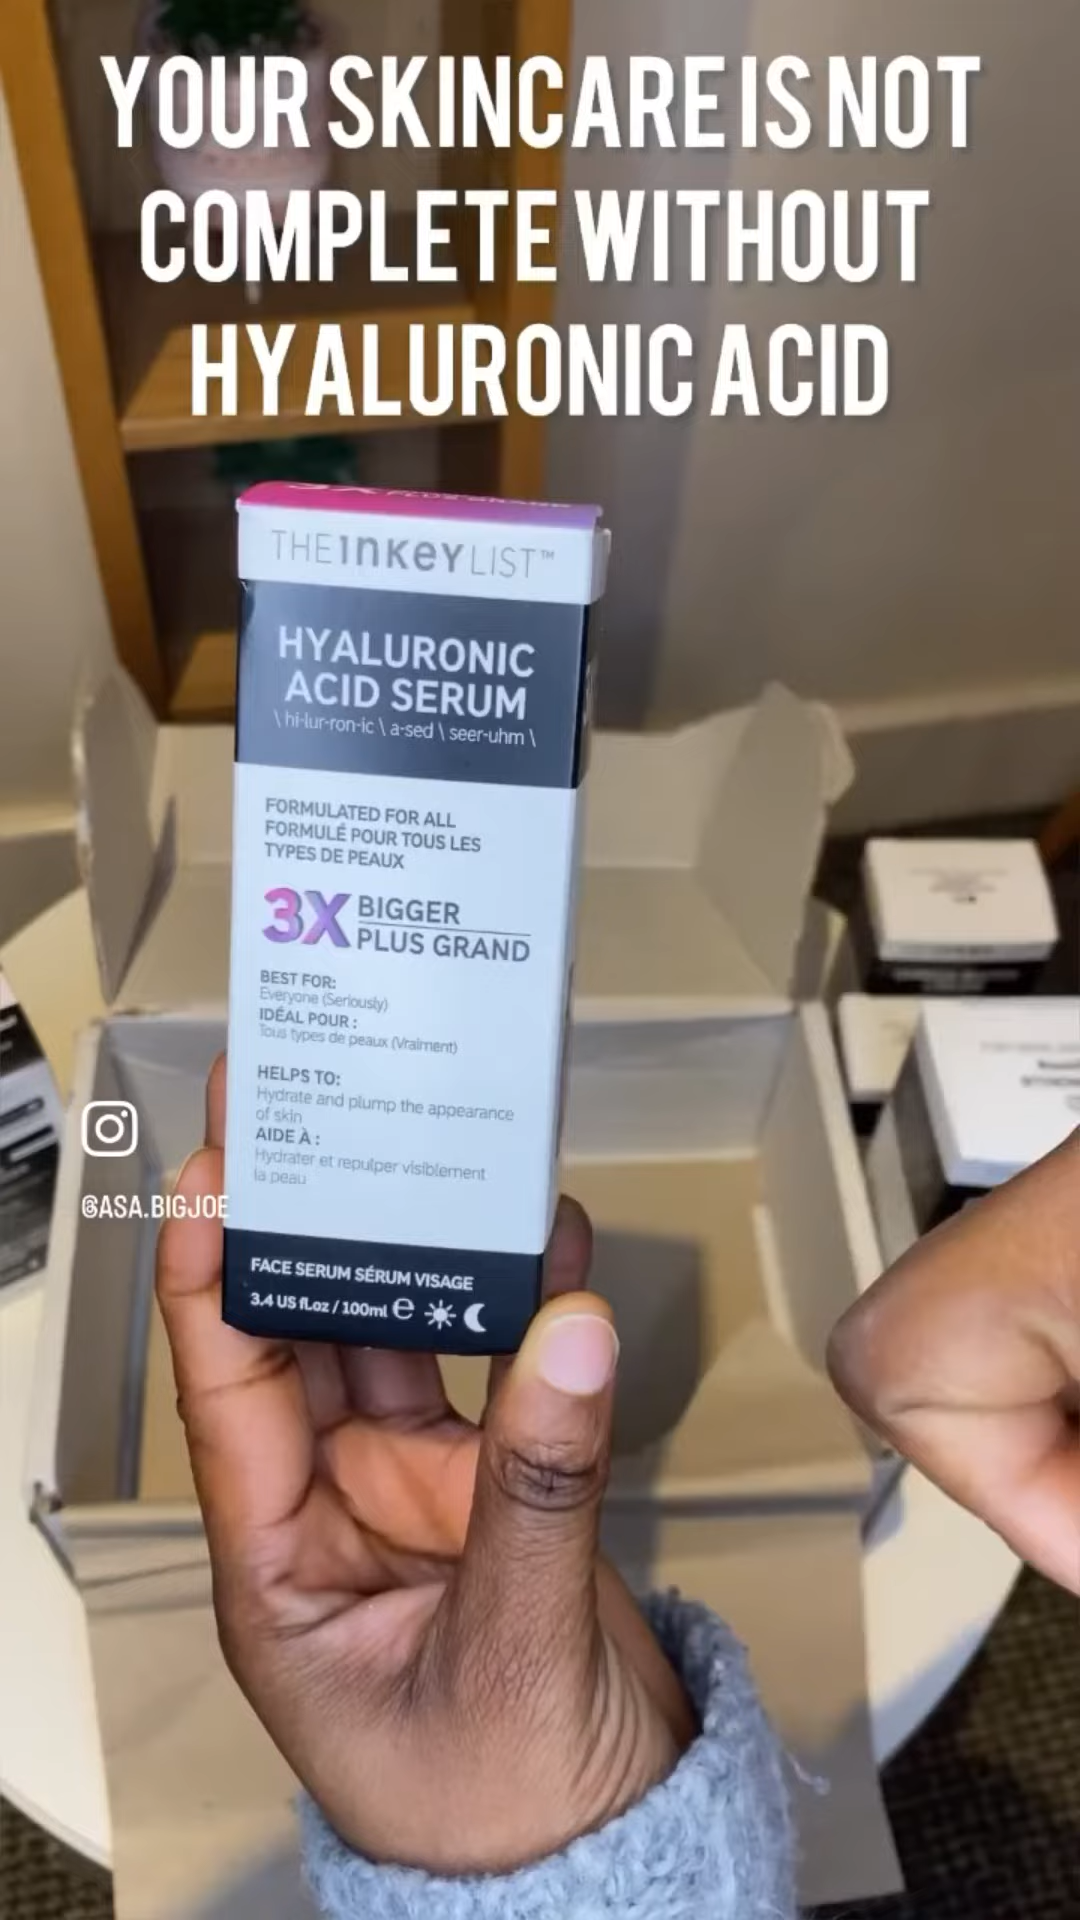 YOUR SKINCARE IS NOT
COMPLETE WITHOUT
HYALURONIC ACID
THE INKEY LIST™
HYALURONIC
ACID SERUM
\ hi-lur-ron-ic \ a-sed \ seer-uhm \
FORMULATED FOR ALL
FORMULÉ POUR TOUS LES
TYPES DE PEAUX
3X BIGGER
PLUS GRAND
BEST FOR:
Everyone (Seriously)
IDÉAL POUR :
Tous types de peaux (Vraiment)
HELPS TO:
Hydrate and plump the appearance
of skin
AIDE À :
Hydrater et repulper visiblement
la peau
@ASA.BIGJOE
FACE SERUM SÉRUM VISAGE
3.4 US fl.oz / 100ml e